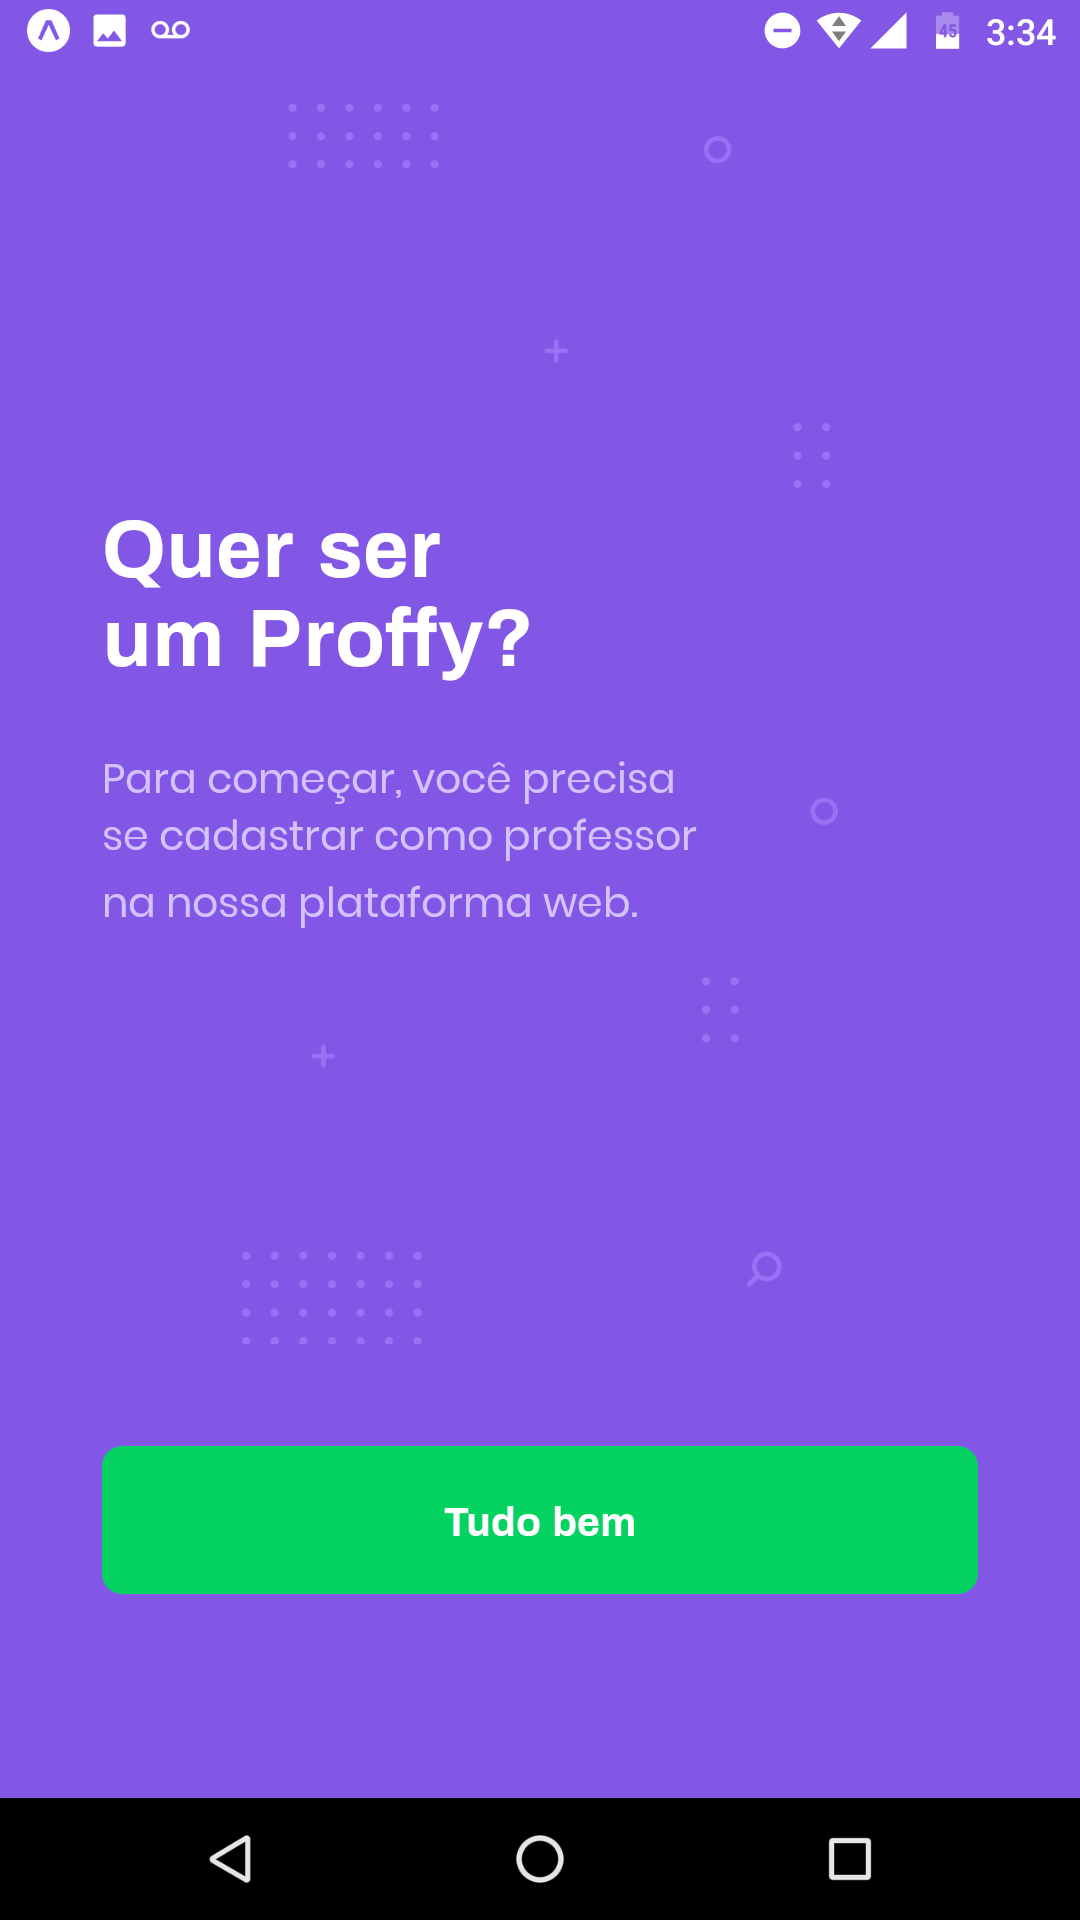 45 3:34
Quer ser
um Proffy?
Para começar, você precisa
se cadastrar como professor
na nossa plataforma web.
Tudo bem